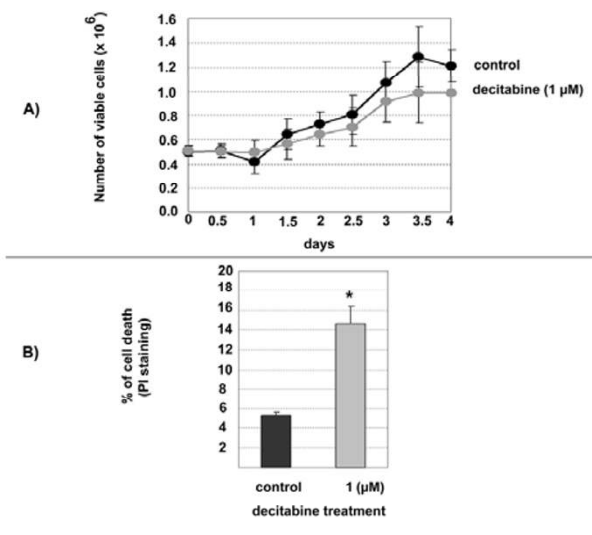 A)
Number of viable cells (x 10⁶)
1.6
1.4
1.2
1.0
0.8
0.6
0.4
0.2
0.0
0 0.5 1 1.5 2 2.5 3 3.5 4
days
control
decitabine (1 µM)
B)
% of cell death
(PI staining)
20
18
16
14
12
10
8
6
4
2
*
control 1 (µM)
decitabine treatment